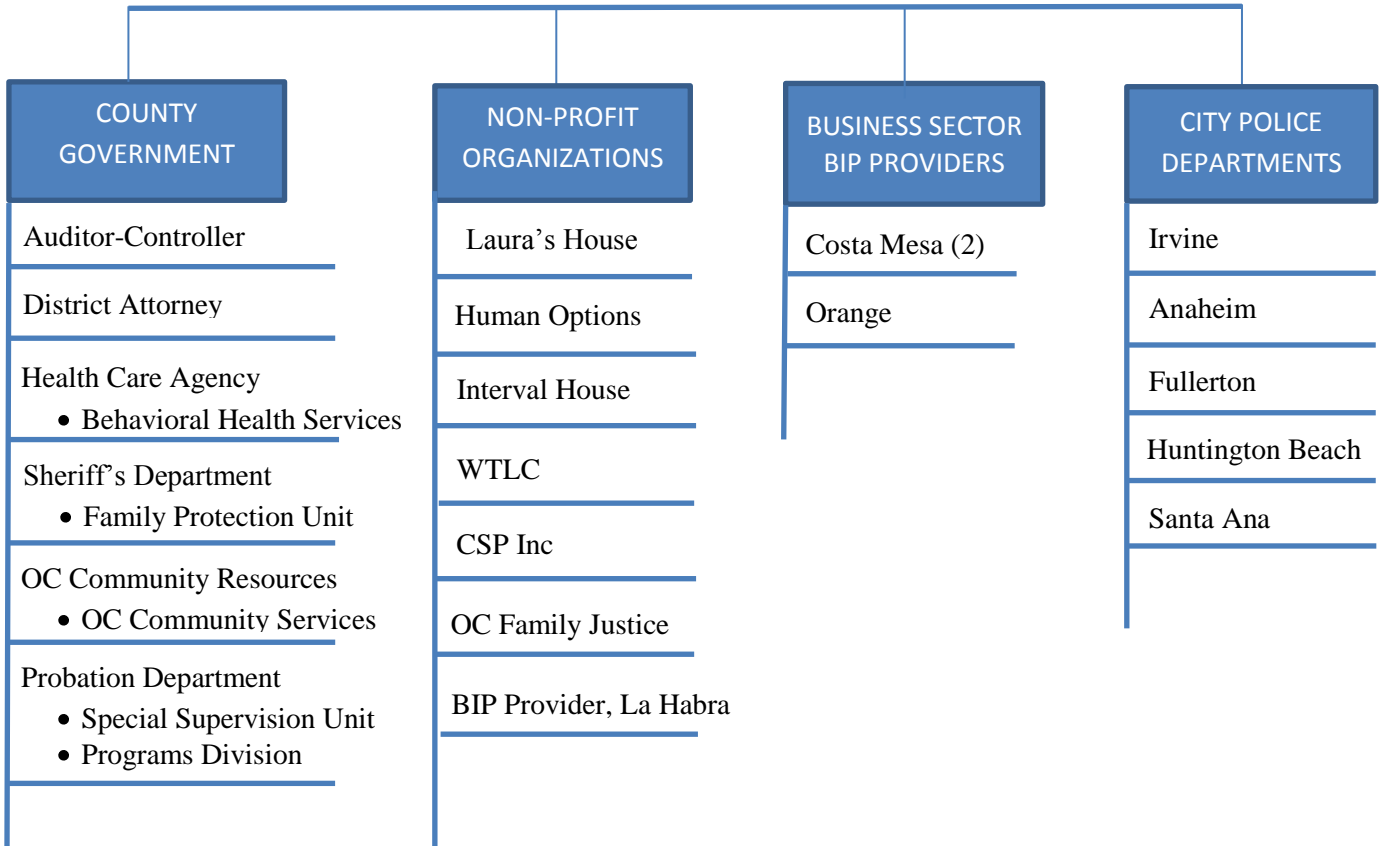 COUNTY
GOVERNMENT
Auditor-Controller
District Attorney
Health Care Agency
• Behavioral Health Services
Sheriff’s Department
• Family Protection Unit
OC Community Resources
• OC Community Services
Probation Department
• Special Supervision Unit
• Programs Division
NON-PROFIT
ORGANIZATIONS
Laura’s House
Human Options
Interval House
WTLC
CSP Inc
OC Family Justice
BIP Provider, La Habra
BUSINESS SECTOR
BIP PROVIDERS
Costa Mesa (2)
Orange
CITY POLICE
DEPARTMENTS
Irvine
Anaheim
Fullerton
Huntington Beach
Santa Ana